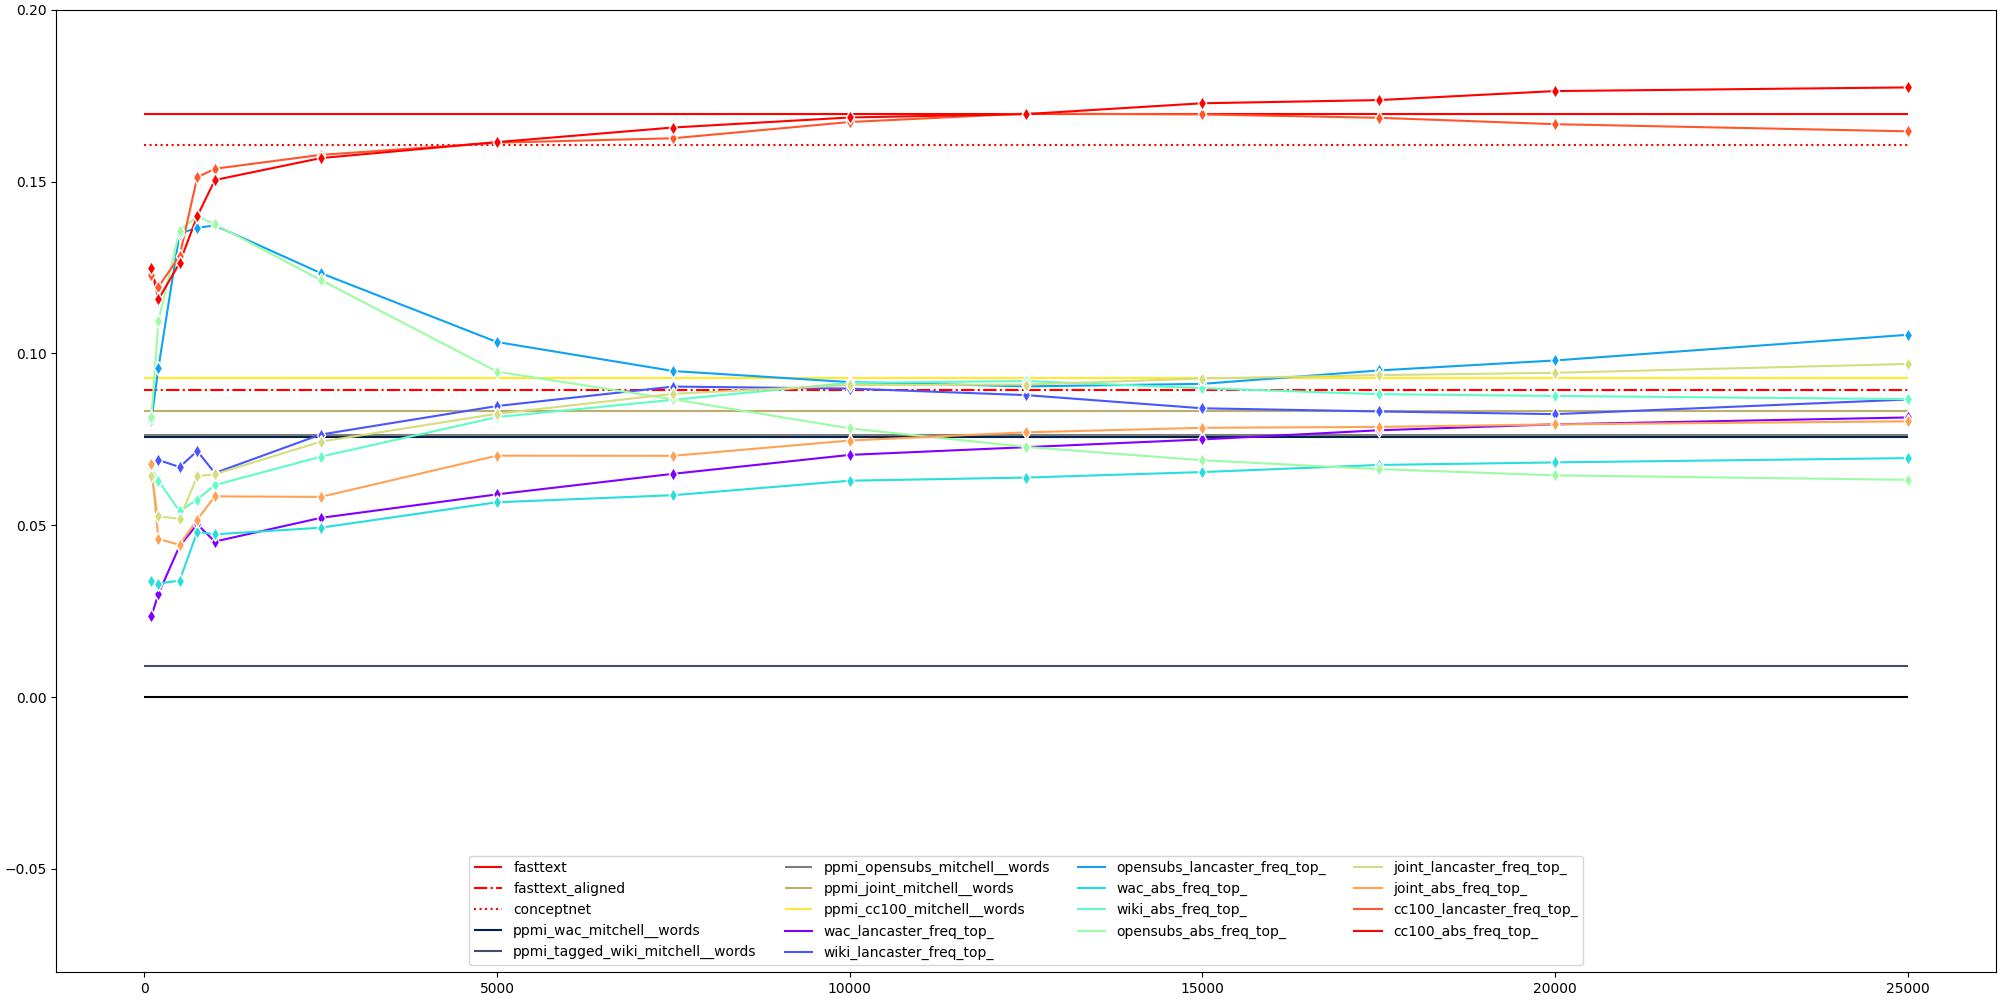 0.20
0.15
0.10
0.05
0.00
−0.05
0
5000
10000
15000
20000
25000
fasttext
fasttext_aligned
conceptnet
ppmi_wac_mitchell__words
ppmi_tagged_wiki_mitchell__words
ppmi_opensubs_mitchell__words
ppmi_joint_mitchell__words
ppmi_cc100_mitchell__words
wac_lancaster_freq_top_
wiki_lancaster_freq_top_
opensubs_lancaster_freq_top_
wac_abs_freq_top_
wiki_abs_freq_top_
opensubs_abs_freq_top_
joint_lancaster_freq_top_
joint_abs_freq_top_
cc100_lancaster_freq_top_
cc100_abs_freq_top_